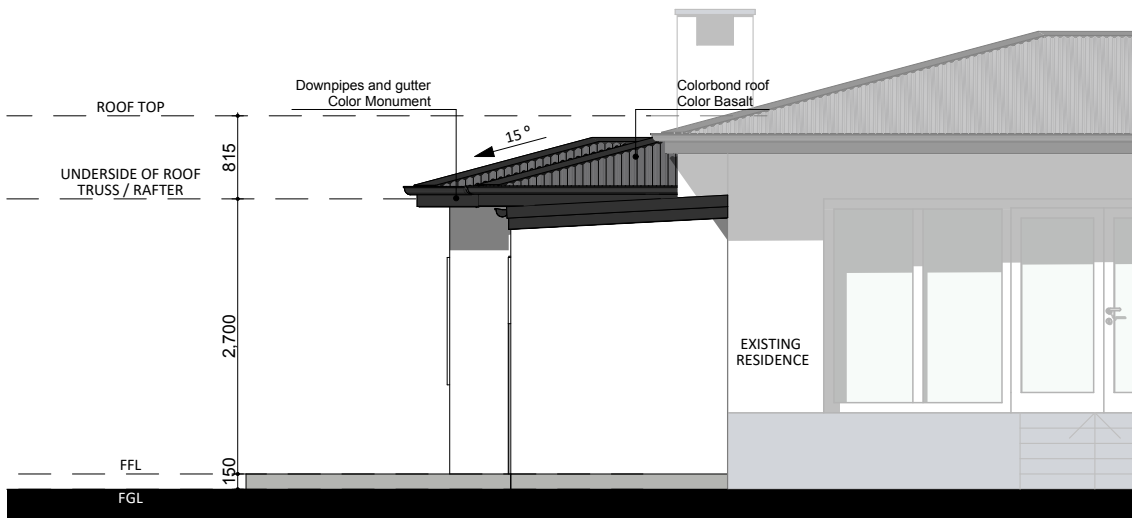 Downpipes and gutter
Color Monument
Colorbond roof
Color Basalt
ROOF TOP
15 º
815
UNDERSIDE OF ROOF
TRUSS / RAFTER
2,700
EXISTING
RESIDENCE
FFL
150
FGL